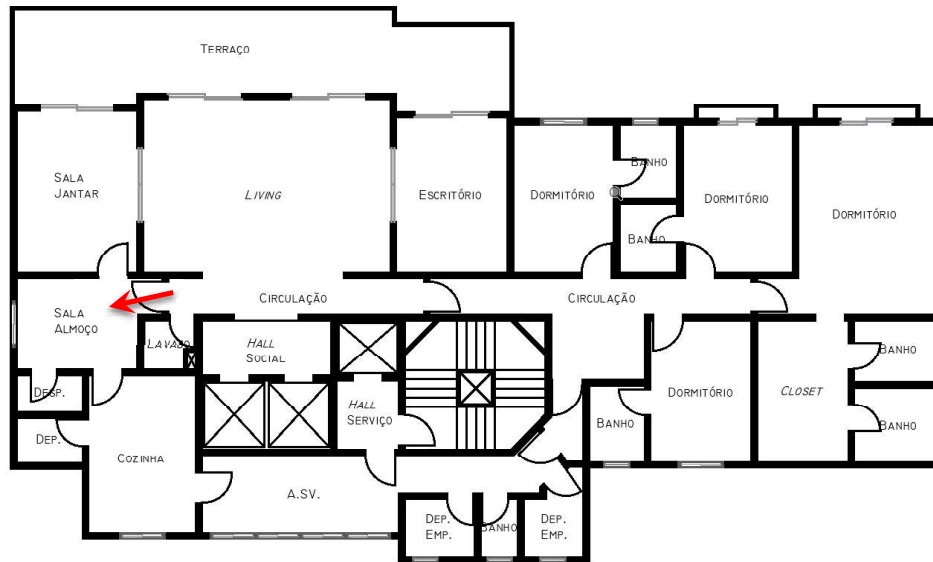 TERRAÇO
SALA
JANTAR
LIVING
ESCRITÓRIO
DORMITÓRIO
BANHO
BANHO
DORMITÓRIO
DORMITÓRIO
SALA
ALMOÇO
CIRCULAÇÃO
CIRCULAÇÃO
LAVABO
HALL
SOCIAL
DESP.
DEP.
COZINHA
HALL
SERVIÇO
A.SV.
BANHO
DORMITÓRIO
CLOSET
BANHO
BANHO
DEP.
EMP.
BANHO
DEP.
EMP.